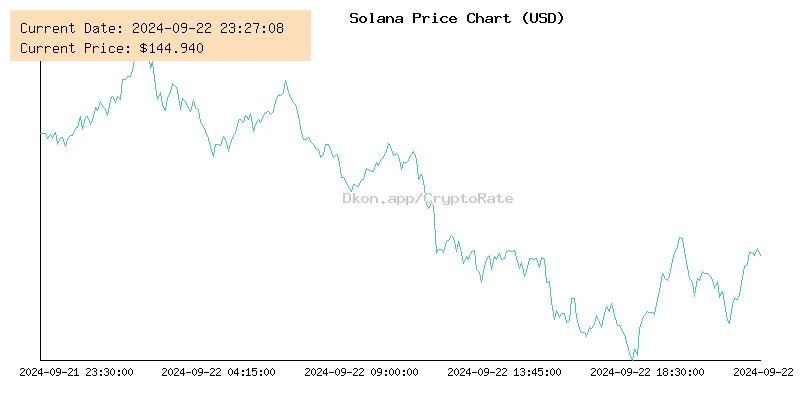 Solana Price Chart (USD)
Current Date: 2024-09-22 23:27:08
Current Price: $144.940
Dkon.app/CryptoRate
2024-09-21 23:30:00 2024-09-22 04:15:00 2024-09-22 09:00:00 2024-09-22 13:45:00 2024-09-22 18:30:00 2024-09-22